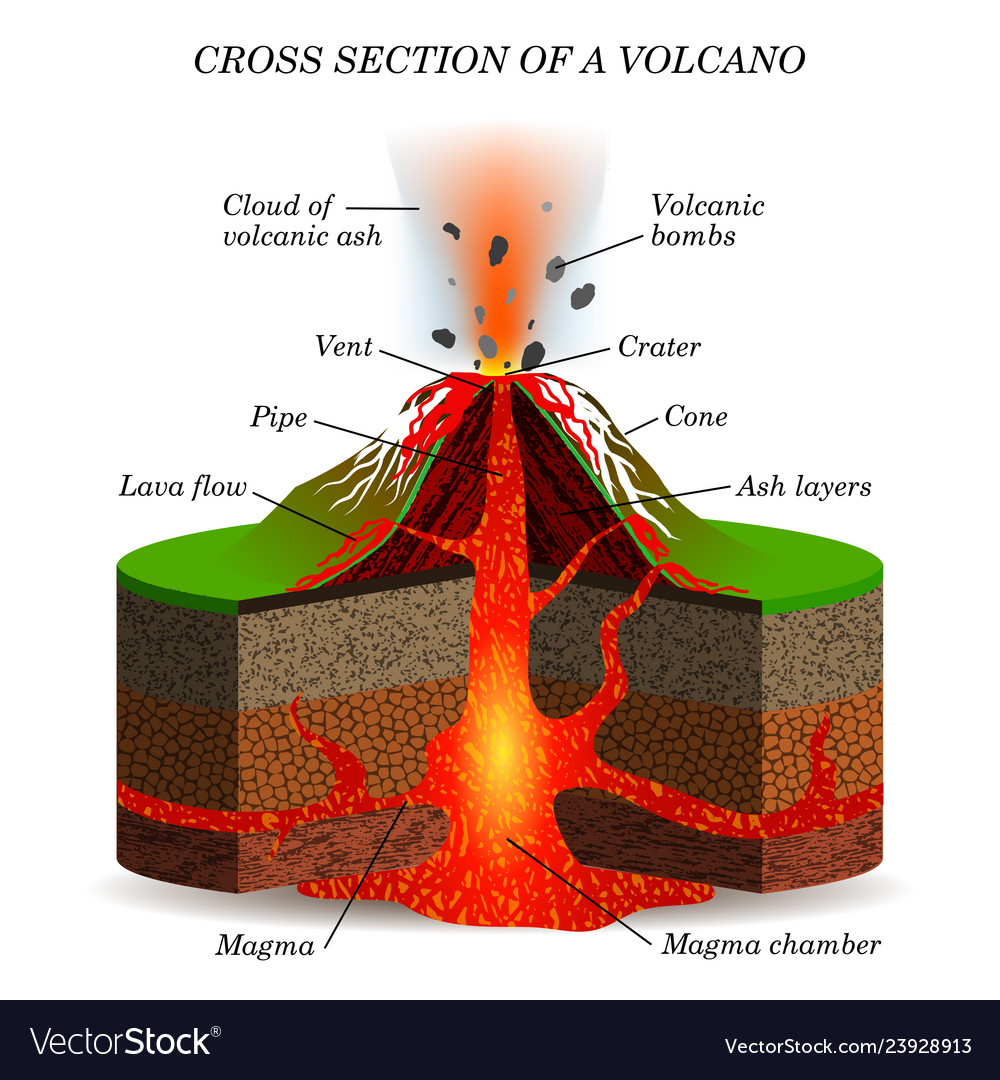 CROSS SECTION OF A VOLCANO
Cloud of
volcanic ash
Volcanic
bombs
Vent
Crater
Pipe
Cone
Lava flow
Ash layers
Magma
Magma chamber
VectorStock®
VectorStock.com/23928913